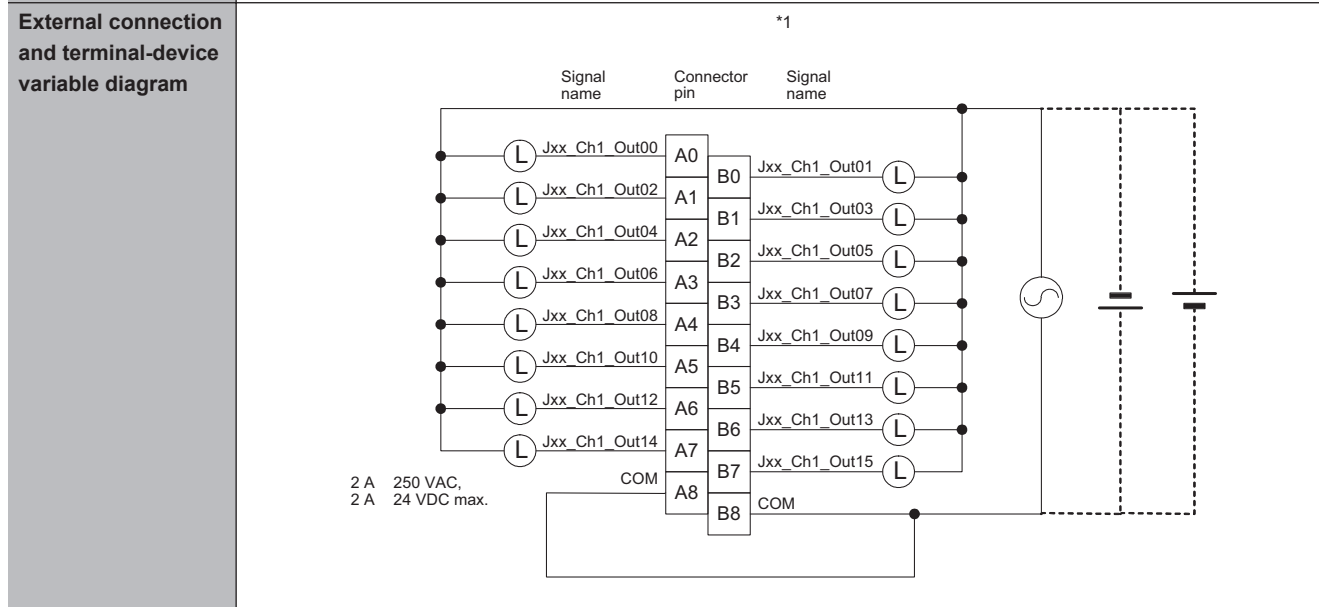 External connection
and terminal-device
variable diagram
*1
Signal
name
Connector
pin
Signal
name
L Jxx_Ch1_Out00 A0
B0 Jxx_Ch1_Out01 L
L Jxx_Ch1_Out02 A1
B1 Jxx_Ch1_Out03 L
L Jxx_Ch1_Out04 A2
B2 Jxx_Ch1_Out05 L
L Jxx_Ch1_Out06 A3
B3 Jxx_Ch1_Out07 L
L Jxx_Ch1_Out08 A4
B4 Jxx_Ch1_Out09 L
L Jxx_Ch1_Out10 A5
B5 Jxx_Ch1_Out11 L
L Jxx_Ch1_Out12 A6
B6 Jxx_Ch1_Out13 L
L Jxx_Ch1_Out14 A7
B7 Jxx_Ch1_Out15 L
COM A8
B8 COM
2 A 250 VAC,
2 A 24 VDC max.